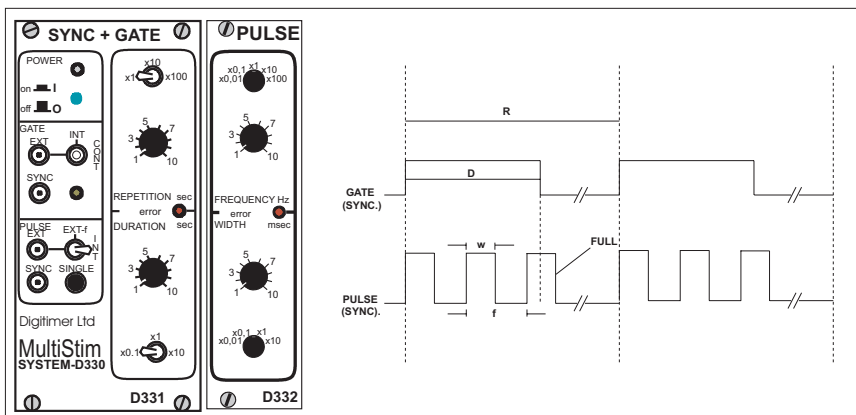 SYNC + GATE
POWER
on I
off O
GATE
EXT INT
CONT
SYNC
PULSE
EXT EXT-f
INT
SYNC SINGLE
Digitimer Ltd
MultiStim
SYSTEM-D330
x10
x1 x100
5
3 7
1 10
REPETITION sec
error
DURATION sec
5
3 7
1 10
x1
x0.1 x10
D331
PULSE
x0,1 x1 x10
x0,01 x100
5
3 7
1 10
FREQUENCY Hz
error
WIDTH msec
5
3 7
1 10
x0,1 x1
x0,01 x10
D332
R
D
GATE
(SYNC.)
w
FULL
PULSE
(SYNC).
f